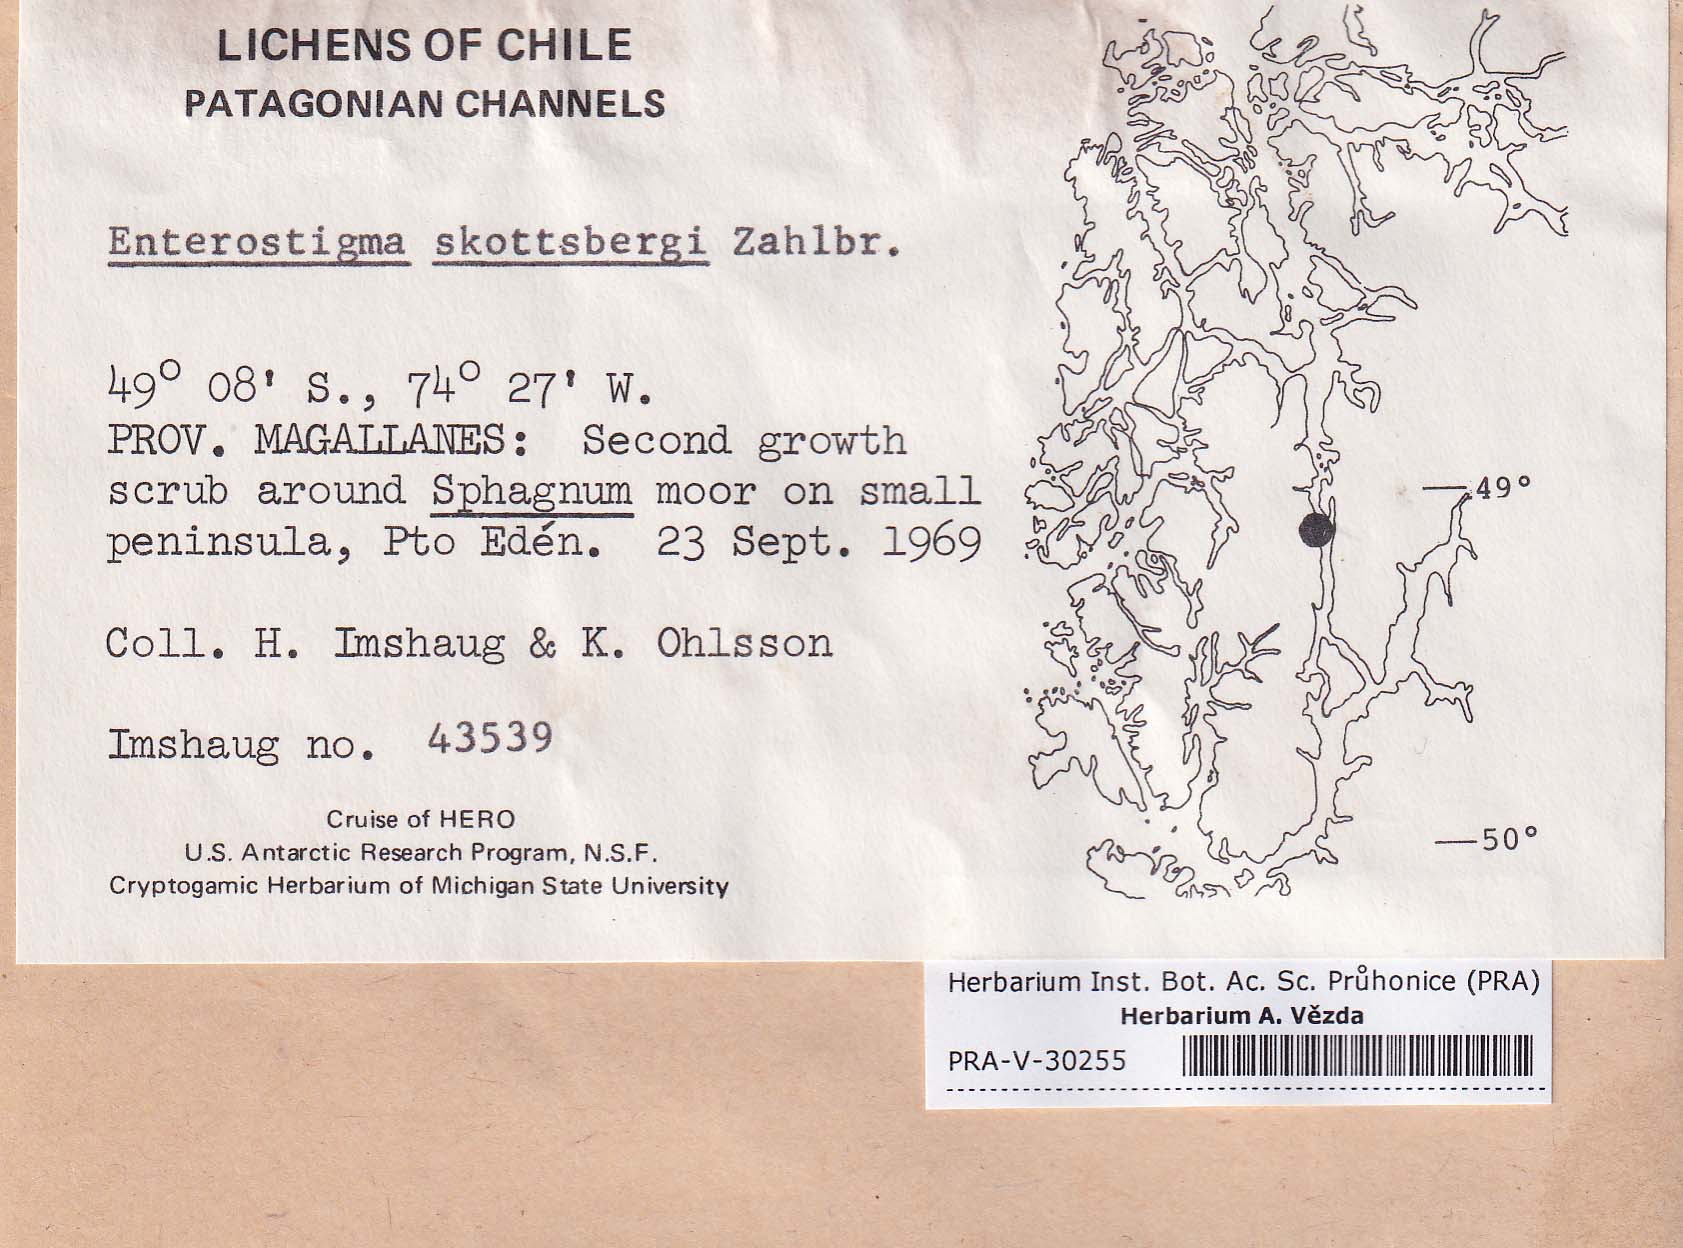 LICHENS OF CHILE
PATAGONIAN CHANNELS
Enterostigma skottsbergi Zahlbr.
49° 08' S., 74° 27' W.
PROV. MAGALLANES: Second growth
scrub around Sphagnum moor on small
peninsula, Pto Edén. 23 Sept. 1969
Coll. H. Imshaug & K. Ohlsson
Imshaug no. 43539
Cruise of HERO
U.S. Antarctic Research Program, N.S.F.
Cryptogamic Herbarium of Michigan State University
49°
50°
Herbarium Inst. Bot. Ac. Sc. Průhonice (PRA)
Herbarium A. Vězda
PRA-V-30255